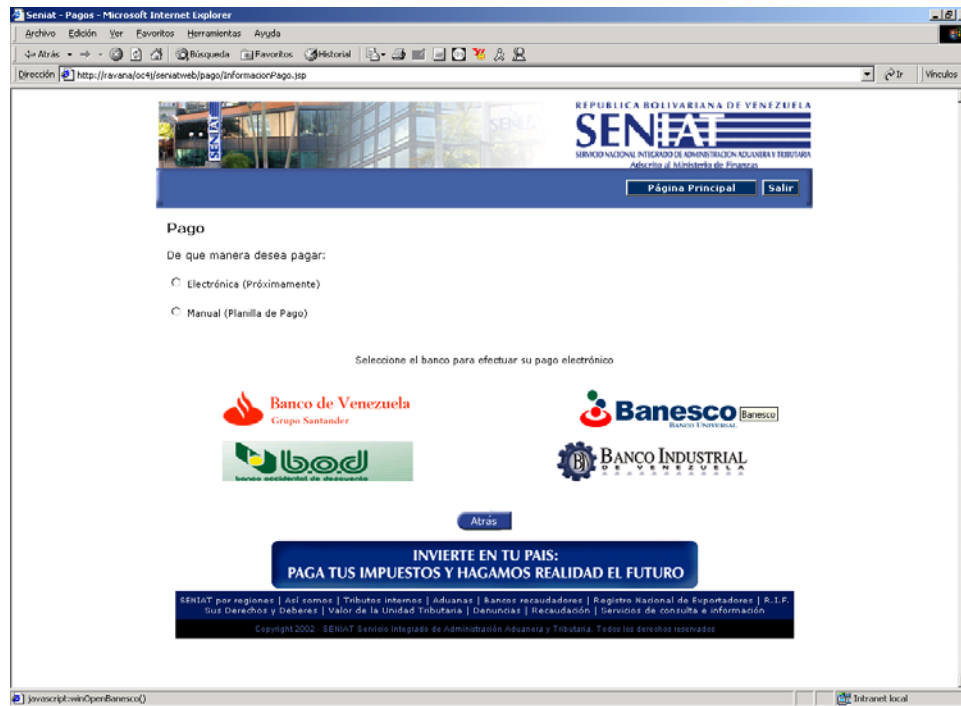 Seniat - Pagos - Microsoft Internet Explorer
Archivo Edición Ver Favoritos Herramientas Ayuda
Atrás Búsqueda Favoritos Historial
Dirección http://ravana/oc4j/seniatweb/pago/InformacionPago.jsp Ir Vínculos
SENIAT
REPUBLICA BOLIVARIANA DE VENEZUELA
SENIAT
SERVICIO NACIONAL INTEGRADO DE ADMINISTRACIÓN ADUANERA Y TRIBUTARIA
Adscrito al Ministerio de Finanzas
Página Principal Salir
Pago
De que manera desea pagar:
Electrónica (Próximamente)
Manual (Planilla de Pago)
Seleccione el banco para efectuar su pago electrónico
Banco de Venezuela
Grupo Santander
Banesco Banesco
BANCO UNIVERSAL
b.o.d
banco occidental de descuento
BANCO INDUSTRIAL
DE VENEZUELA
Atrás
INVIERTE EN TU PAIS:
PAGA TUS IMPUESTOS Y HAGAMOS REALIDAD EL FUTURO
SENIAT por regiones | Así somos | Tributos internos | Aduanas | Bancos recaudadores | Registro Nacional de Exportadores | R.I.F.
Sus Derechos y Deberes | Valor de la Unidad Tributaria | Denuncias | Recaudación | Servicios de consulta e información
Copyright 2002 - SENIAT Servicio Integrado de Administración Aduanera y Tributaria. Todos los derechos reservados
javascript:winOpenBanesco() Intranet local